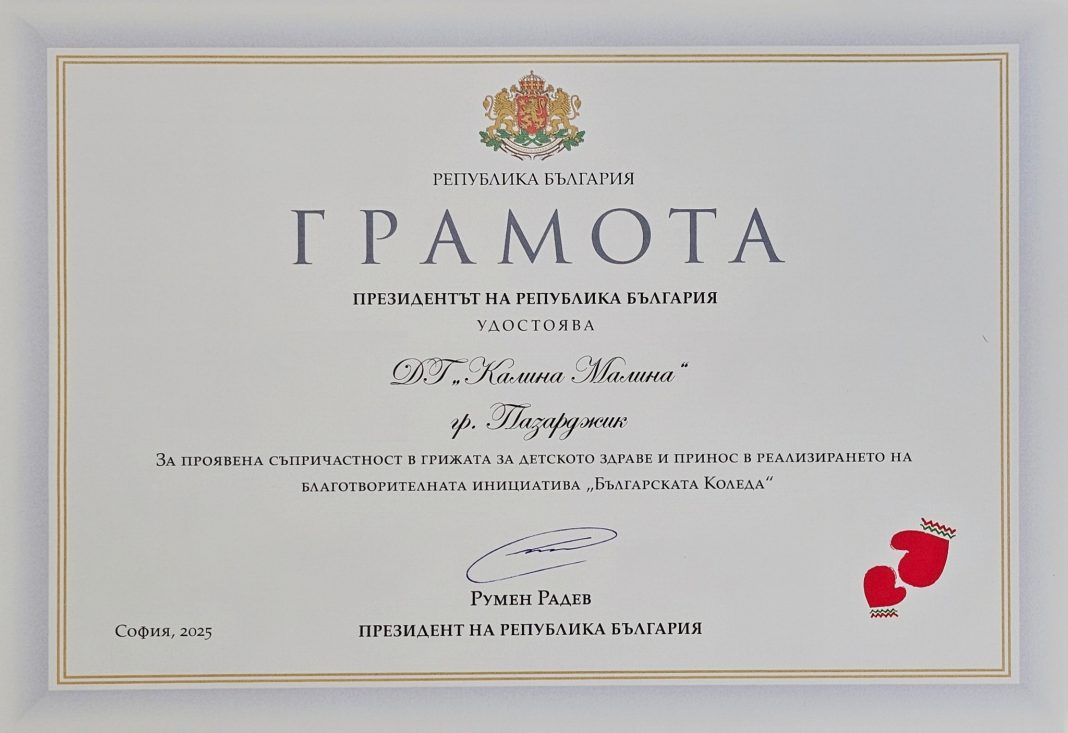 РЕПУБЛИКА БЪЛГАРИЯ
ГРАМОТА
ПРЕЗИДЕНТЪТ НА РЕПУБЛИКА БЪЛГАРИЯ
УДОСТОЯВА
ДГ „Калина Малина“
гр. Пазарджик
За проявена съпричастност в грижата за детското здраве и принос в реализирането на
благотворителната инициатива „Българската Коледа“
Румен Радев
София, 2025
ПРЕЗИДЕНТ НА РЕПУБЛИКА БЪЛГАРИЯ